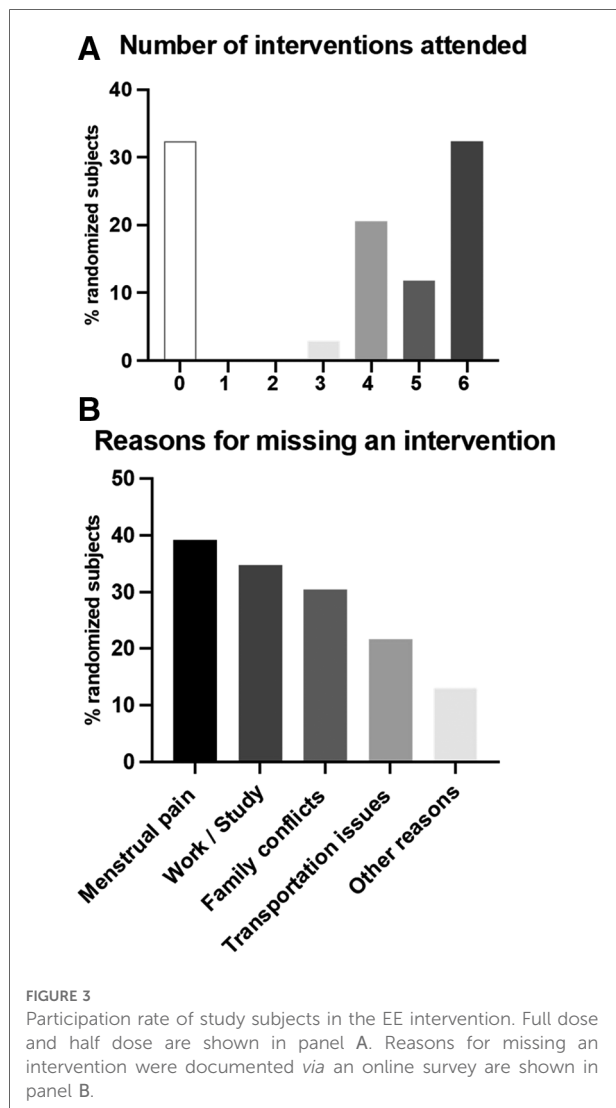 A Number of interventions attended
40
30
20
10
0
% randomized subjects
0 1 2 3 4 5 6
B
Reasons for missing an intervention
50
40
30
20
10
0
% randomized subjects
Menstrual pain
Work / Study
Family conflicts
Transportation issues
Other reasons
FIGURE 3
Participation rate of study subjects in the EE intervention. Full dose
and half dose are shown in panel A. Reasons for missing an
intervention were documented via an online survey are shown in
panel B.